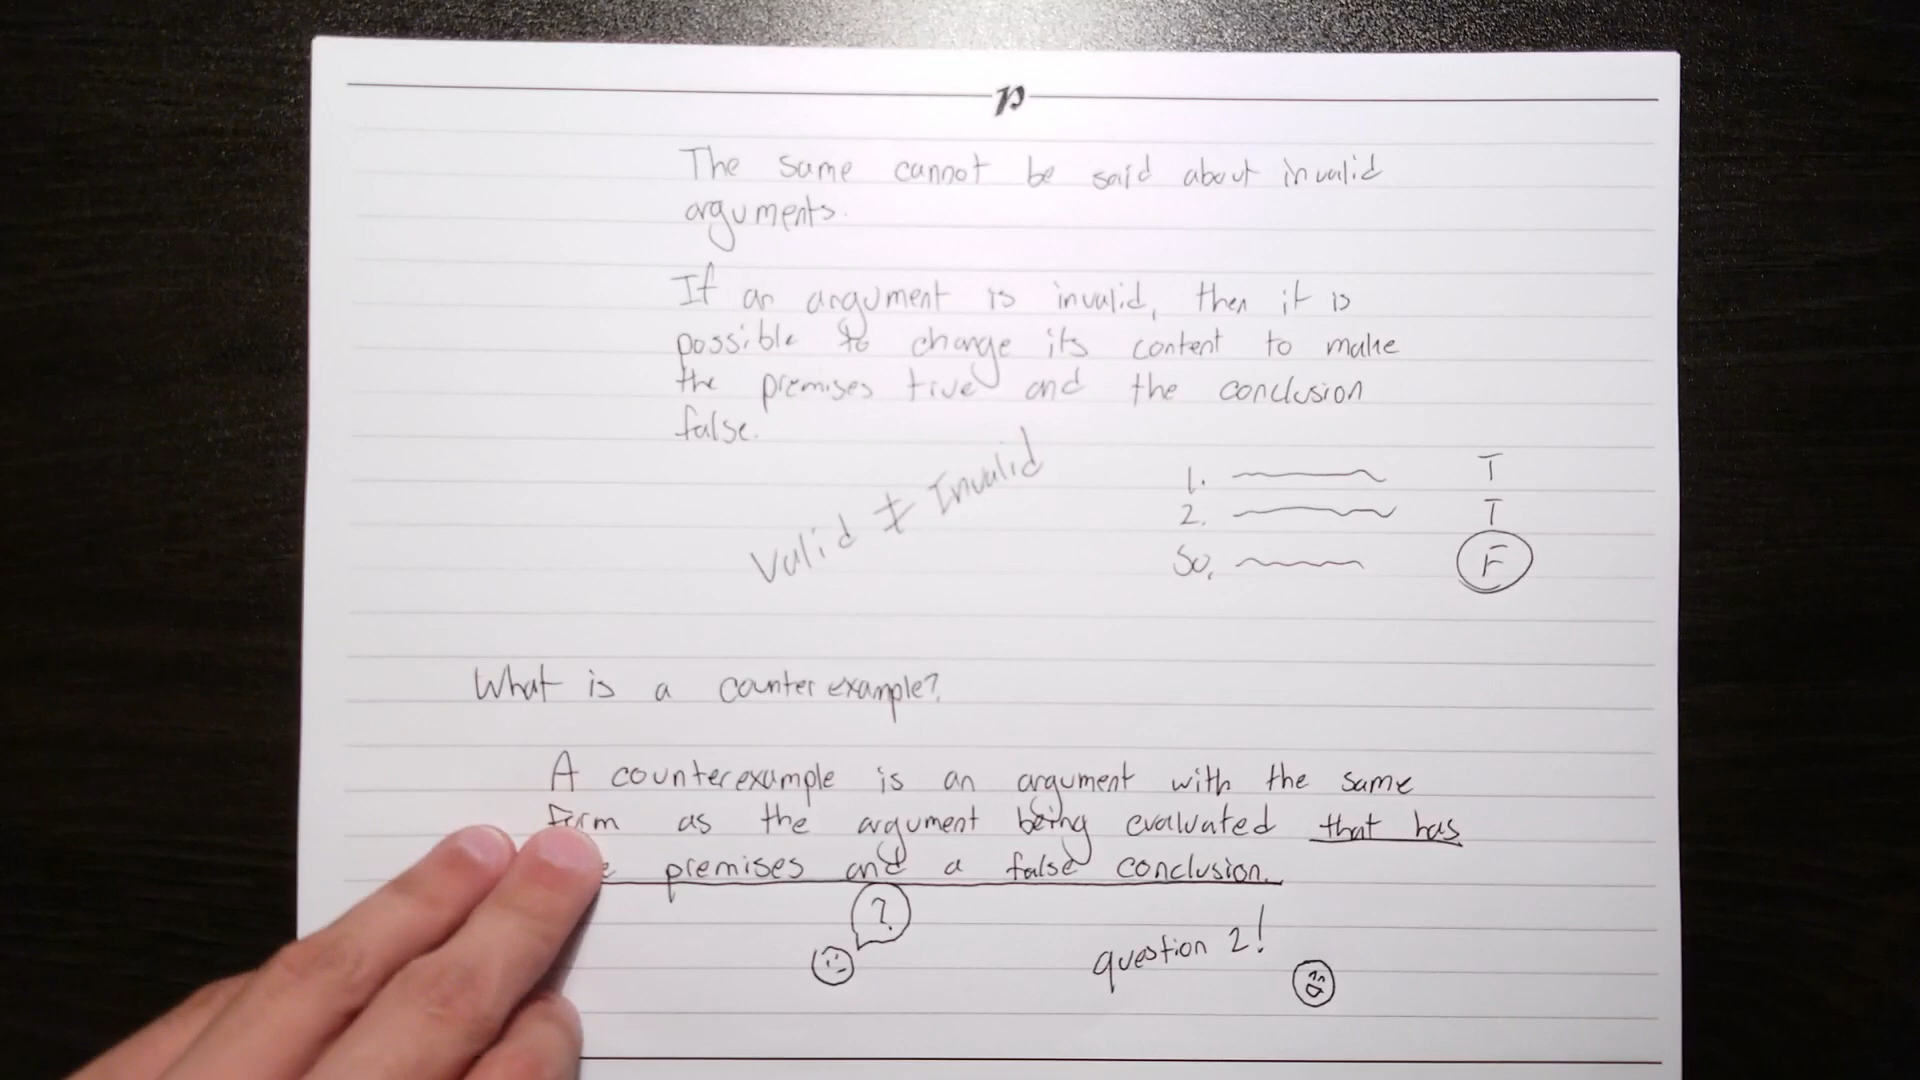 The same cannot be said about invalid
arguments.
If an argument is invalid, then it is
possible to change its content to make
the premises true and the conclusion
false.
Valid ≠ Invalid
1. T
2. T
So, F
What is a counterexample?
A counterexample is an argument with the same
form as the argument being evaluated that has
premises and a false conclusion.
?
question 2!